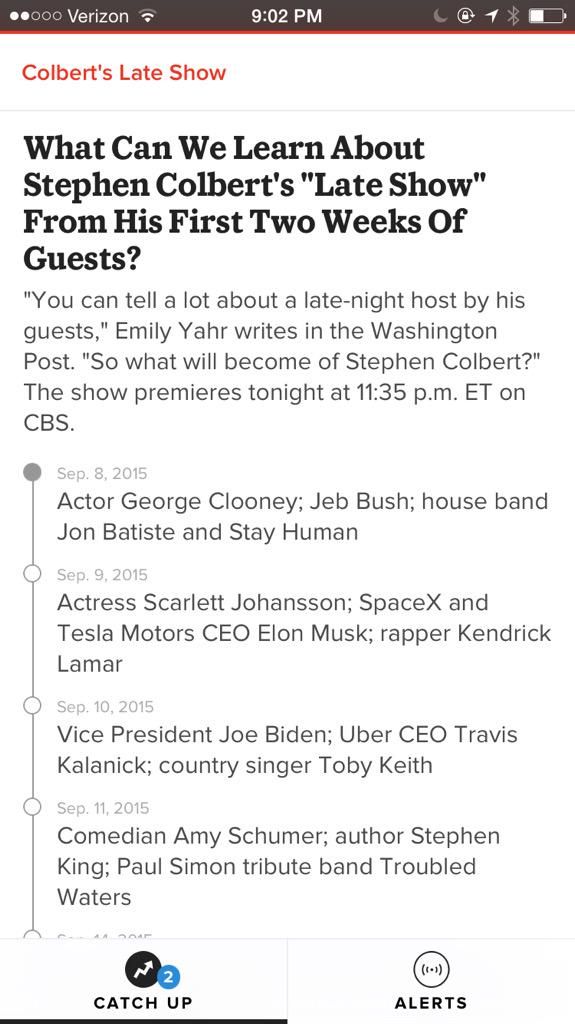 Verizon 9:02 PM
Colbert's Late Show
What Can We Learn About
Stephen Colbert's "Late Show"
From His First Two Weeks Of
Guests?
"You can tell a lot about a late-night host by his
guests," Emily Yahr writes in the Washington
Post. "So what will become of Stephen Colbert?"
The show premieres tonight at 11:35 p.m. ET on
CBS.
Sep. 8, 2015
Actor George Clooney; Jeb Bush; house band
Jon Batiste and Stay Human
Sep. 9, 2015
Actress Scarlett Johansson; SpaceX and
Tesla Motors CEO Elon Musk; rapper Kendrick
Lamar
Sep. 10, 2015
Vice President Joe Biden; Uber CEO Travis
Kalanick; country singer Toby Keith
Sep. 11, 2015
Comedian Amy Schumer; author Stephen
King; Paul Simon tribute band Troubled
Waters
2
CATCH UP
ALERTS